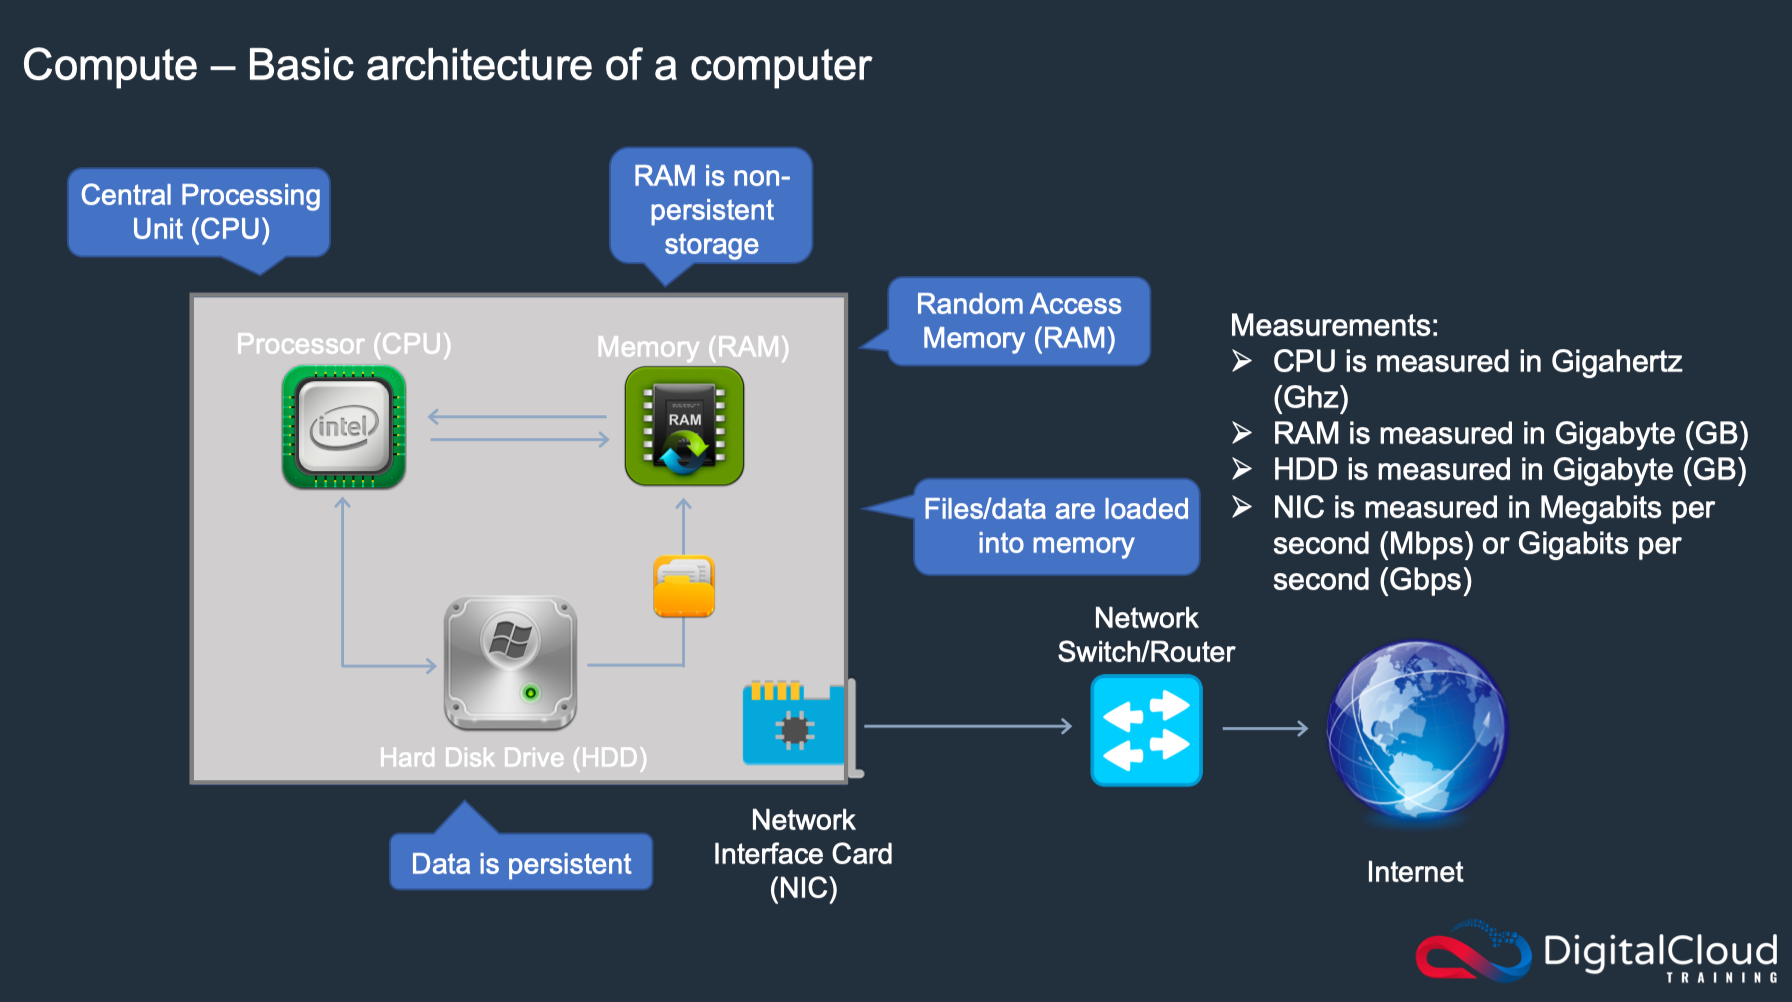 Compute – Basic architecture of a computer
Central Processing
Unit (CPU)
RAM is non-
persistent
storage
Random Access
Memory (RAM)
Processor (CPU)
Memory (RAM)
intel
RAM
Files/data are loaded
into memory
Measurements:
➢ CPU is measured in Gigahertz
(Ghz)
➢ RAM is measured in Gigabyte (GB)
➢ HDD is measured in Gigabyte (GB)
➢ NIC is measured in Megabits per
second (Mbps) or Gigabits per
second (Gbps)
Hard Disk Drive (HDD)
Data is persistent
Network
Interface Card
(NIC)
Network
Switch/Router
Internet
DigitalCloud
TRAINING